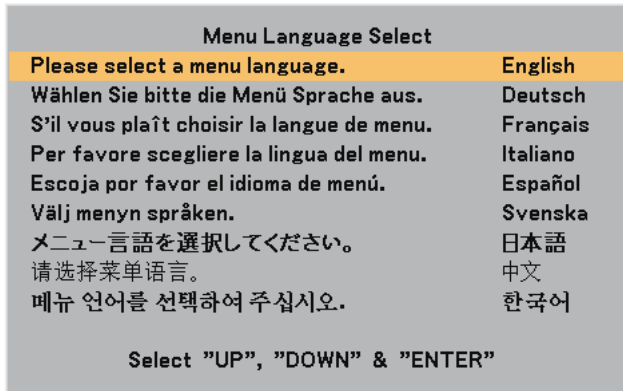 Menu Language Select
Please select a menu language. English
Wählen Sie bitte die Menü Sprache aus. Deutsch
S'il vous plaît choisir la langue de menu. Français
Per favore scegliere la lingua del menu. Italiano
Escoja por favor el idioma de menú. Español
Välj menyn språken. Svenska
メニュー言語を選択してください。 日本語
请选择菜单语言。 中文
메뉴 언어를 선택하여 주십시오. 한국어
Select "UP", "DOWN" & "ENTER"